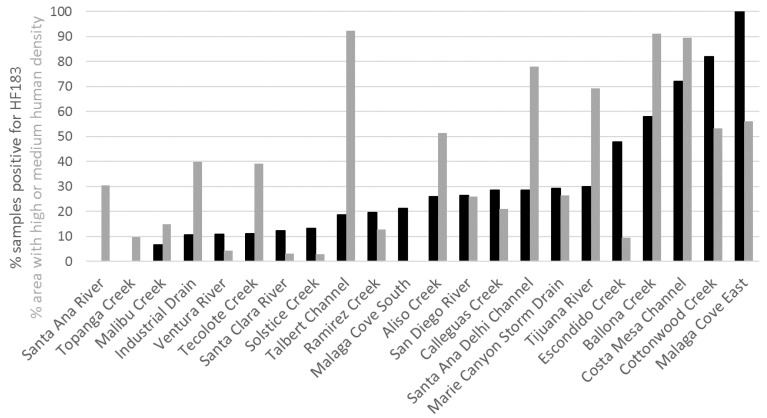 % samples positive for HF183
% area with high or medium human density
100
90
80
70
60
50
40
30
20
10
0
Santa Ana River
Topanga Creek
Malibu Creek
Industrial Drain
Ventura River
Tecolote Creek
Santa Clara River
Solstice Creek
Talbert Channel
Ramirez Creek
Malaga Cove South
Aliso Creek
San Diego River
Calleguas Creek
Santa Ana Delhi Channel
Marie Canyon Storm Drain
Tijuana River
Escondido Creek
Ballona Creek
Costa Mesa Channel
Cottonwood Creek
Malaga Cove East